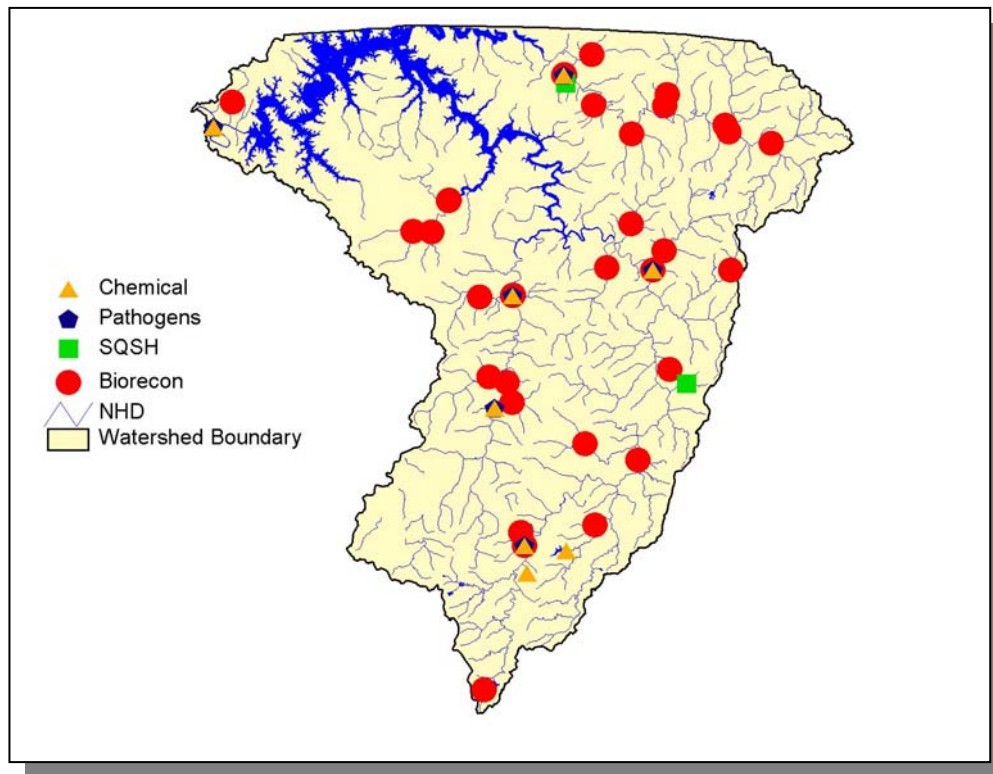 Chemical
Pathogens
SQSH
Biorecon
NHD
Watershed Boundary